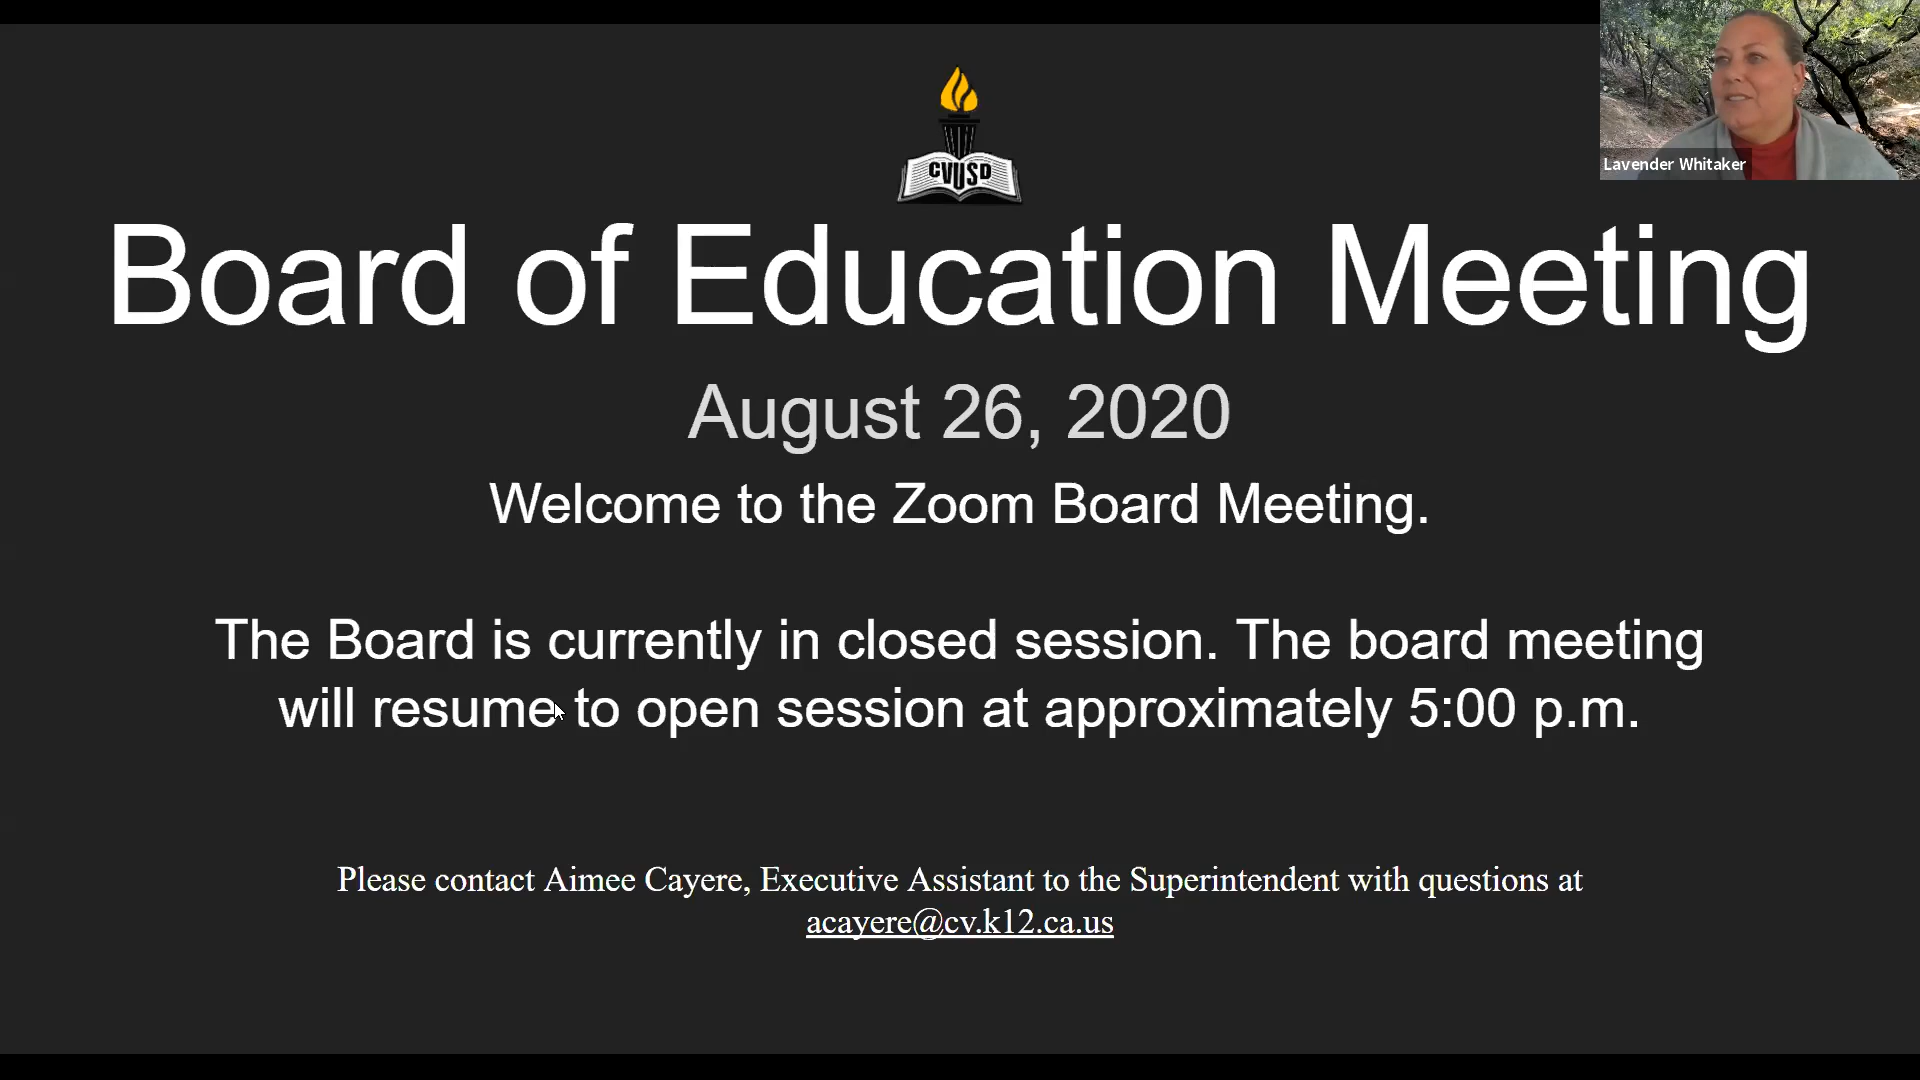 CVUSD
Lavender Whitaker
Board of Education Meeting
August 26, 2020
Welcome to the Zoom Board Meeting.
The Board is currently in closed session. The board meeting
will resume to open session at approximately 5:00 p.m.
Please contact Aimee Cayere, Executive Assistant to the Superintendent with questions at
acayere@cv.k12.ca.us